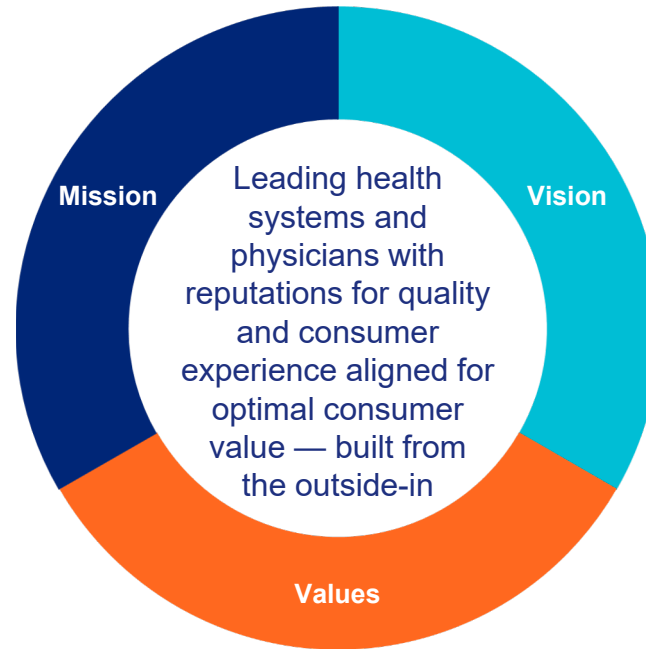 Mission
Vision
Leading health
systems and
physicians with
reputations for quality
and consumer
experience aligned for
optimal consumer
value — built from
the outside-in
Values